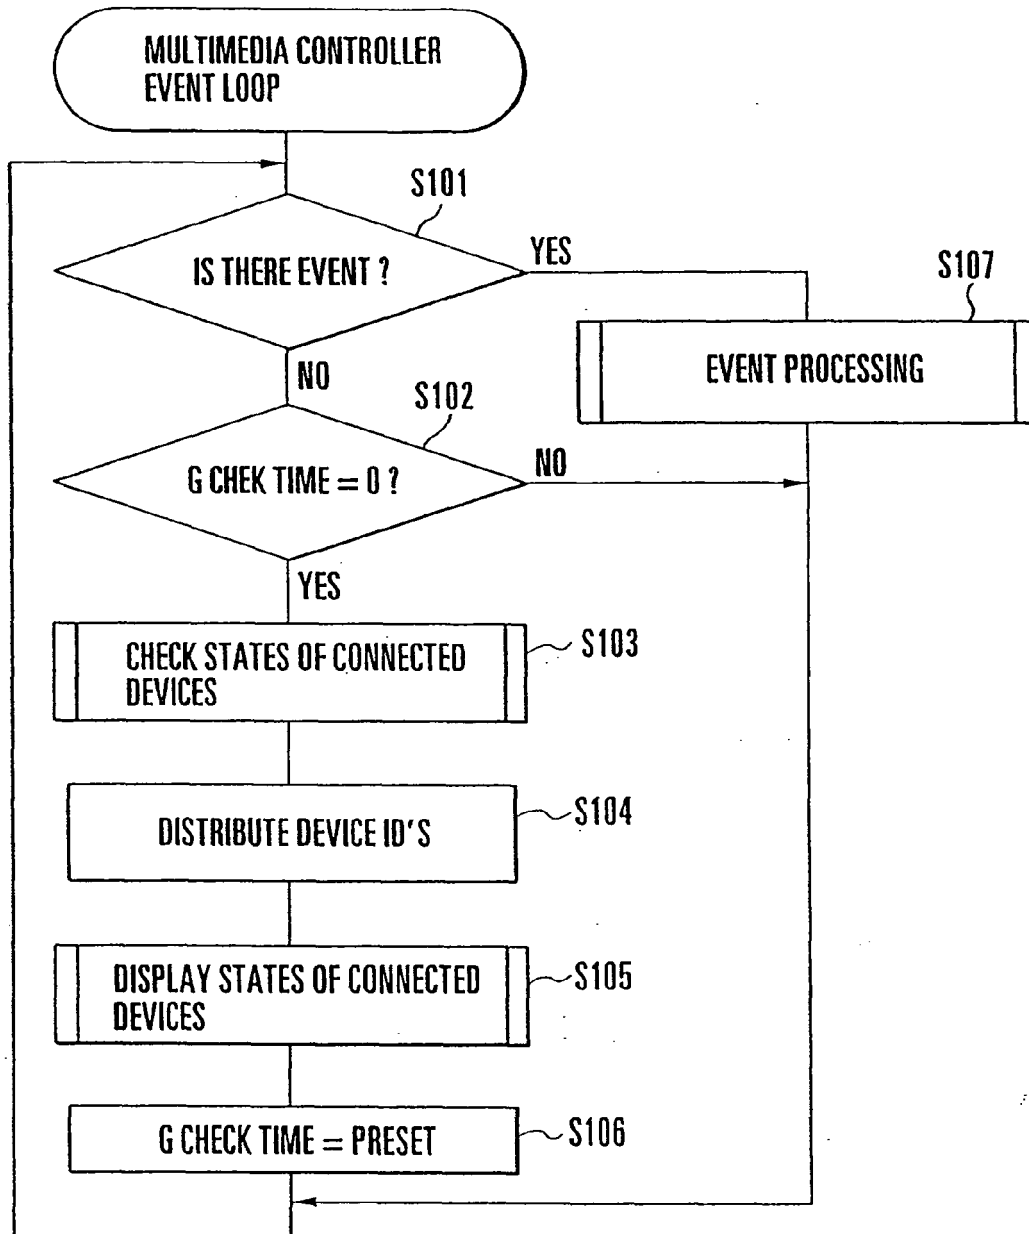 MULTIMEDIA CONTROLLER
EVENT LOOP
S101
IS THERE EVENT ?
YES
S107
EVENT PROCESSING
NO
S102
G CHEK TIME = 0 ?
NO
YES
CHECK STATES OF CONNECTED
DEVICES
S103
DISTRIBUTE DEVICE ID'S
S104
DISPLAY STATES OF CONNECTED
DEVICES
S105
G CHECK TIME = PRESET
S106